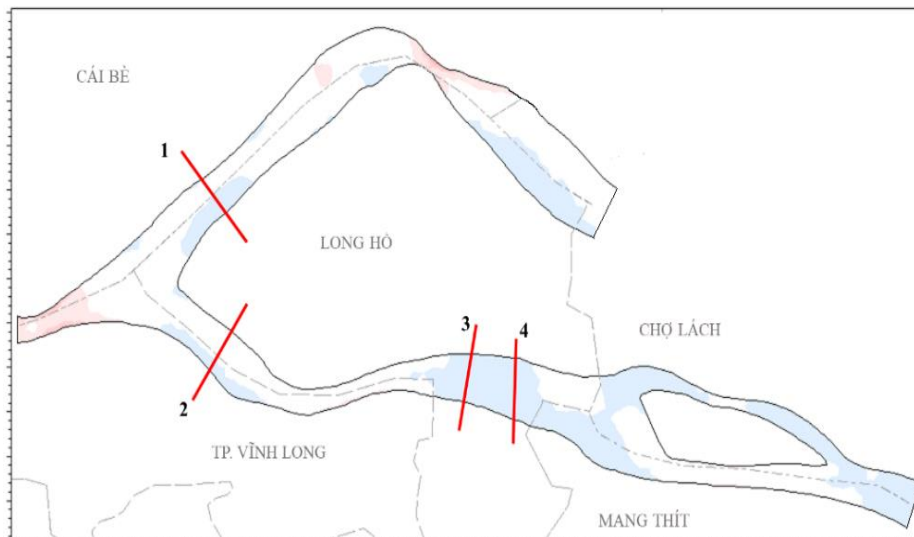 CÁI BÈ
1
LONG HỒ
3
4
CHỢ LÁCH
2
TP. VĨNH LONG
MANG THÍT